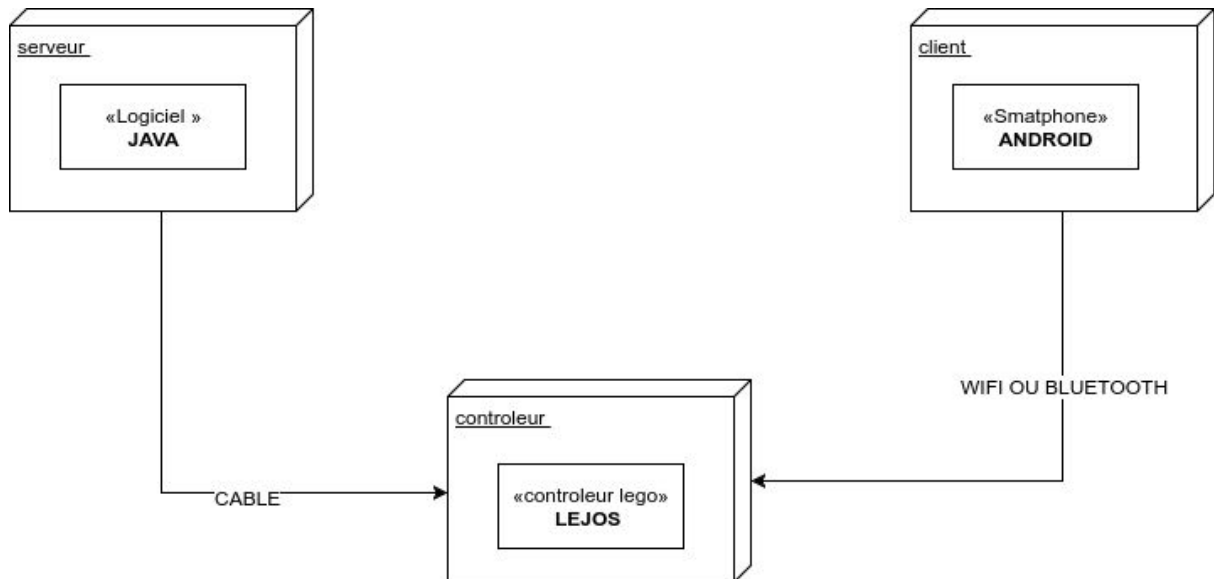 serveur
«Logiciel »
JAVA
client
«Smatphone»
ANDROID
WIFI OU BLUETOOTH
controleur
«controleur lego»
LEJOS
CABLE